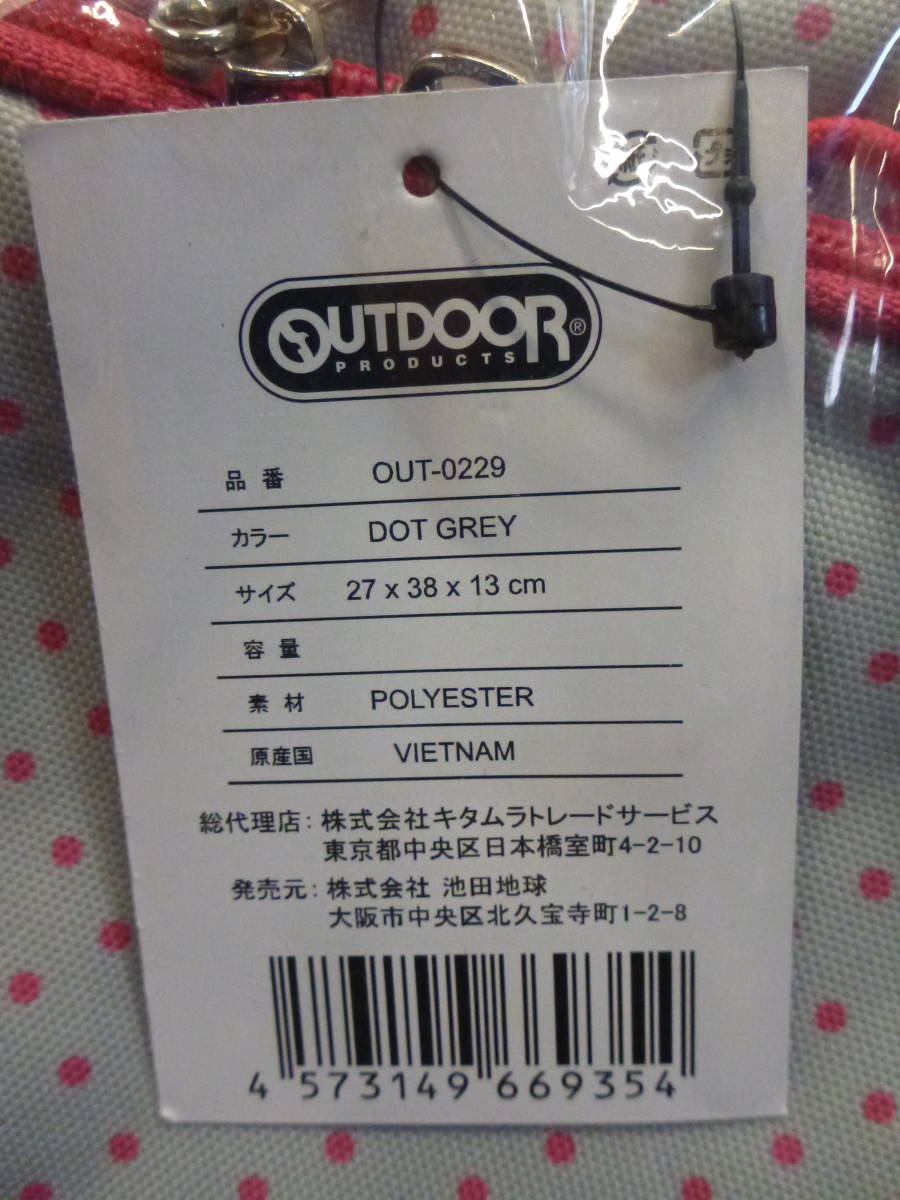 紙
プラ
OUTDOOR®
PRODUCTS
品番 OUT-0229
カラー DOT GREY
サイズ 27 x 38 x 13 cm
容量
素材 POLYESTER
原産国 VIETNAM
総代理店: 株式会社キタムラトレードサービス
東京都中央区日本橋室町4-2-10
発売元: 株式会社 池田地球
大阪市中央区北久宝寺町1-2-8
4 573149 669354